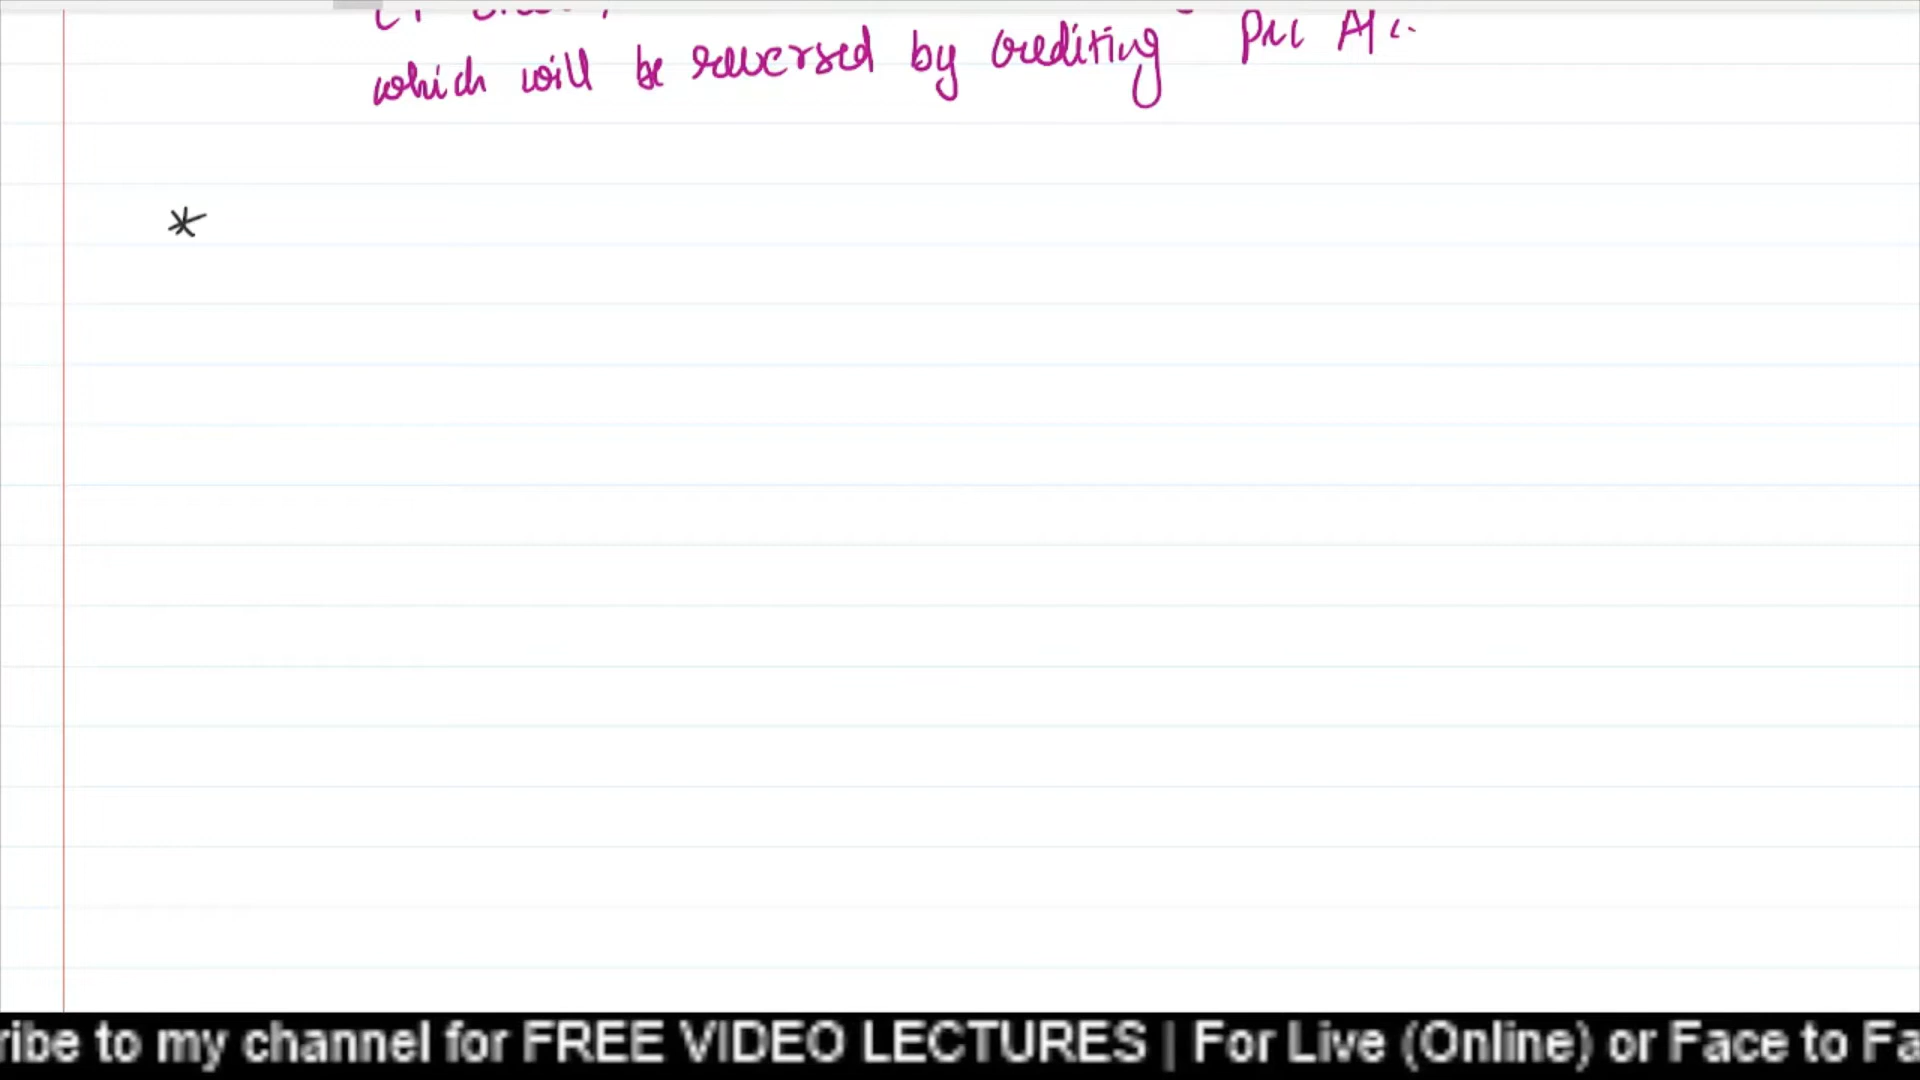 which will be reversed by crediting P&L A/c.
*
ribe to my channel for FREE VIDEO LECTURES | For Live (Online) or Face to Fa